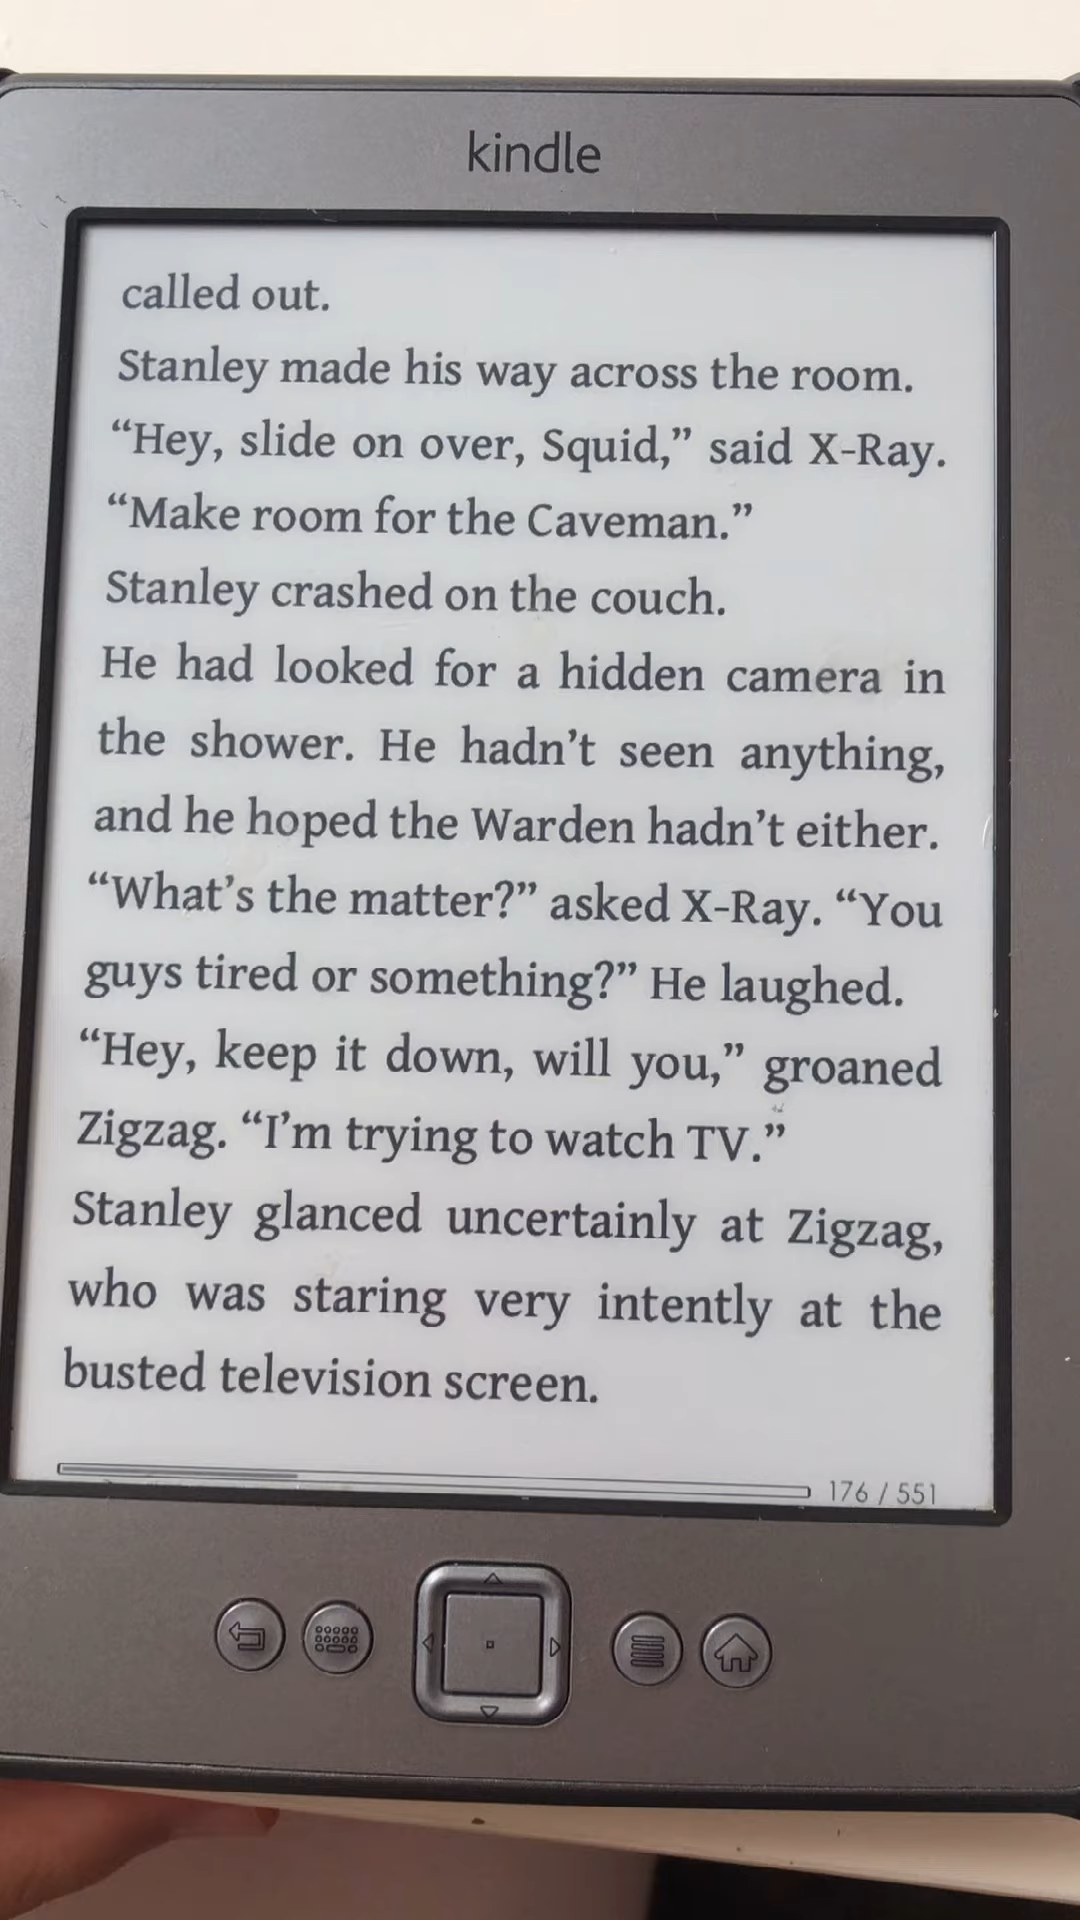 kindle
called out.
Stanley made his way across the room.
“Hey, slide on over, Squid,” said X-Ray.
“Make room for the Caveman.”
Stanley crashed on the couch.
He had looked for a hidden camera in
the shower. He hadn’t seen anything,
and he hoped the Warden hadn’t either.
“What’s the matter?” asked X-Ray. “You
guys tired or something?” He laughed.
“Hey, keep it down, will you,” groaned
Zigzag. “I’m trying to watch TV.”
Stanley glanced uncertainly at Zigzag,
who was staring very intently at the
busted television screen.
176 / 551